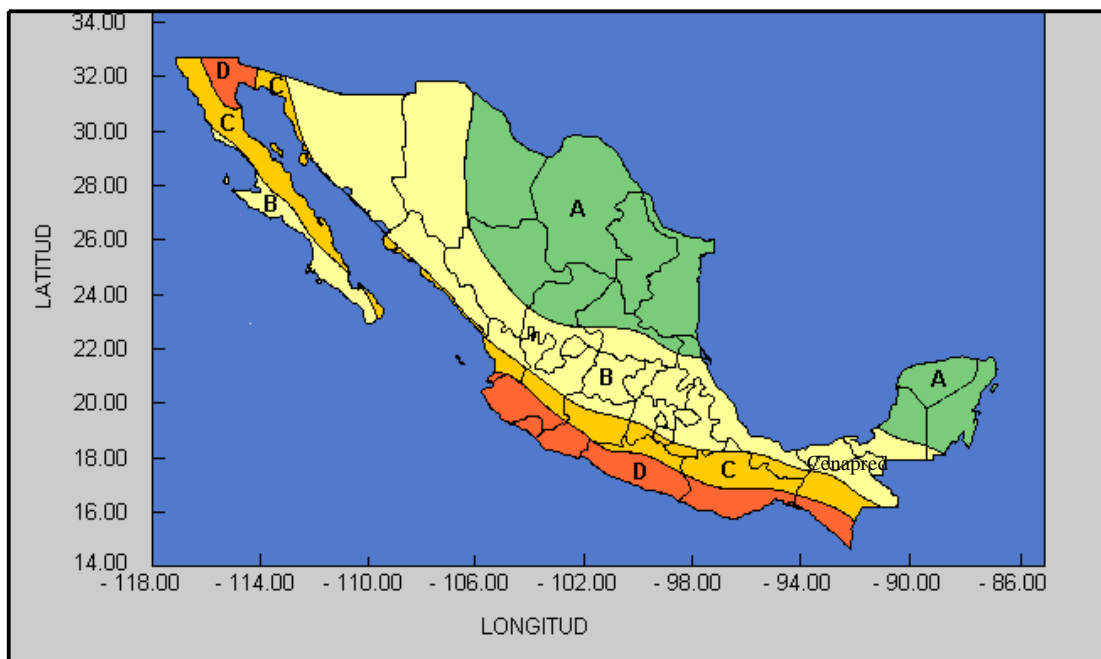 34.00
32.00
30.00
28.00
26.00
24.00
22.00
20.00
18.00
16.00
14.00
LATITUD
D
C
C
B
A
B
A
Conapred
D
C
- 118.00 - 114.00 - 110.00 - 106.00 - 102.00 - 98.00 - 94.00 - 90.00 - 86.00
LONGITUD